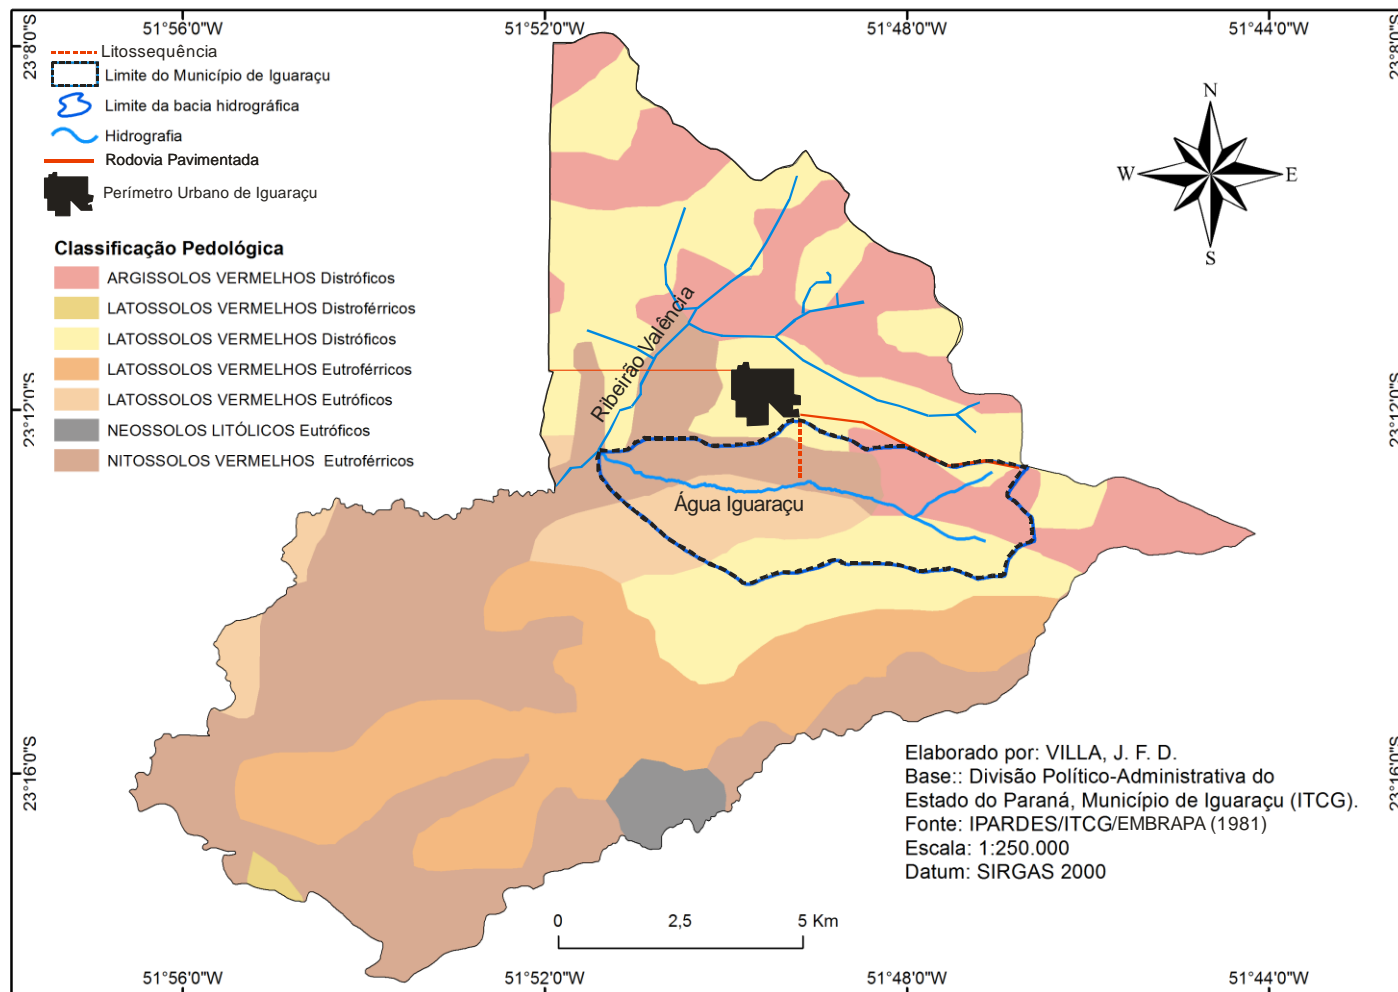 51°56'0"W
51°52'0"W
51°48'0"W
51°44'0"W
23°8'0"S
23°8'0"S
Litossequência
Limite do Município de Iguaraçu
Limite da bacia hidrográfica
Hidrografia
Rodovia Pavimentada
Perímetro Urbano de Iguaraçu
N
W
E
S
Classificação Pedológica
ARGISSOLOS VERMELHOS Distróficos
LATOSSOLOS VERMELHOS Distroférricos
LATOSSOLOS VERMELHOS Distróficos
LATOSSOLOS VERMELHOS Eutroférricos
LATOSSOLOS VERMELHOS Eutróficos
NEOSSOLOS LITÓLICOS Eutróficos
NITOSSOLOS VERMELHOS Eutroférricos
Ribeirão Valência
23°12'0"S
23°12'0"S
Água Iguaraçu
23°16'0"S
23°16'0"S
Elaborado por: VILLA, J. F. D.
Base:: Divisão Político-Administrativa do
Estado do Paraná, Município de Iguaraçu (ITCG).
Fonte: IPARDES/ITCG/EMBRAPA (1981)
Escala: 1:250.000
Datum: SIRGAS 2000
0 2,5 5 Km
51°56'0"W
51°52'0"W
51°48'0"W
51°44'0"W